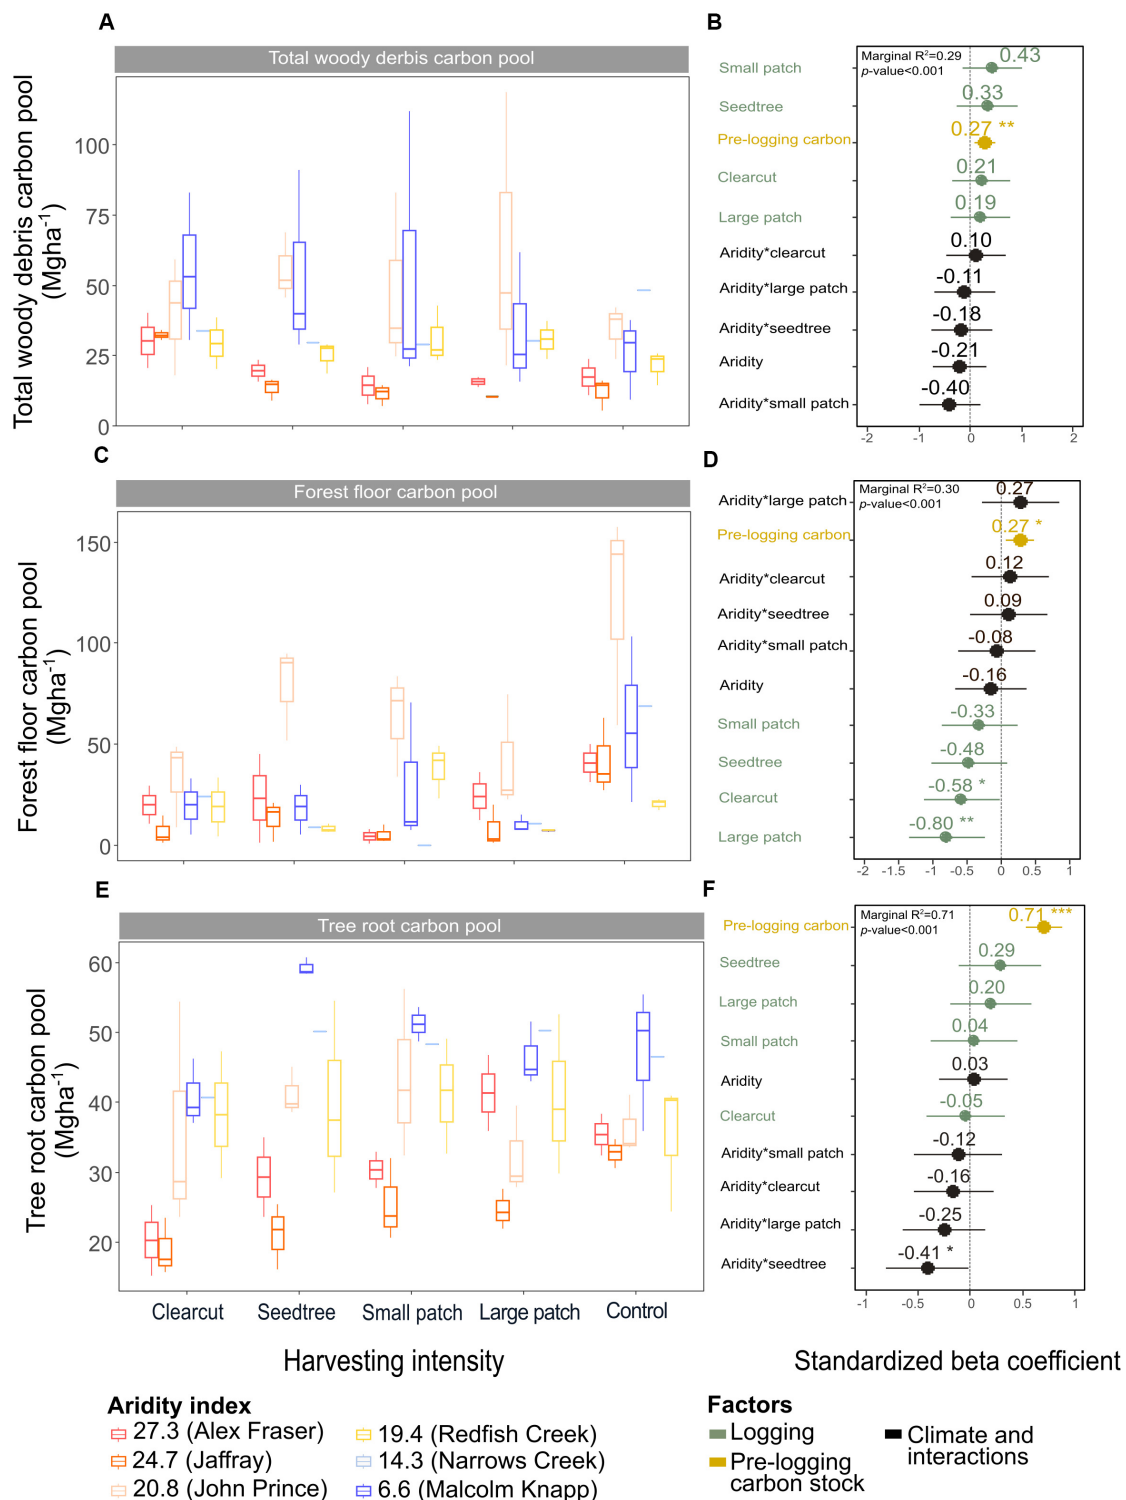 A
Total woody derbis carbon pool
Total woody debris carbon pool
(Mgha-1)
100
75
50
25
0
B
Marginal R2=0.29
p-value<0.001
Small patch
0.43
Seedtree
0.33
Pre-logging carbon
0.27 **
Clearcut
0.21
Large patch
0.19
Aridity*clearcut
0.10
Aridity*large patch
-0.11
Aridity*seedtree
-0.18
Aridity
-0.21
Aridity*small patch
-0.40
-2 -1 0 1 2
C
Forest floor carbon pool
Forest floor carbon pool
(Mgha-1)
150
100
50
0
D
Marginal R2=0.30
p-value<0.001
Aridity*large patch
0.27
Pre-logging carbon
0.27 *
Aridity*clearcut
0.12
Aridity*seedtree
0.09
Aridity*small patch
-0.08
Aridity
-0.16
Small patch
-0.33
Seedtree
-0.48
Clearcut
-0.58 *
Large patch
-0.80 **
-2 -1.5 -1 -0.5 0 0.5 1
E
Tree root carbon pool
Tree root carbon pool
(Mgha-1)
60
50
40
30
20
Clearcut Seedtree Small patch Large patch Control
Harvesting intensity
F
Marginal R2=0.71
p-value<0.001
Pre-logging carbon
0.71 ***
Seedtree
0.29
Large patch
0.20
Small patch
0.04
Aridity
0.03
Clearcut
-0.05
Aridity*small patch
-0.12
Aridity*clearcut
-0.16
Aridity*large patch
-0.25
Aridity*seedtree
-0.41 *
-1 -0.5 0 0.5 1
Standardized beta coefficient
Aridity index
27.3 (Alex Fraser)
24.7 (Jaffray)
20.8 (John Prince)
19.4 (Redfish Creek)
14.3 (Narrows Creek)
6.6 (Malcolm Knapp)
Factors
Logging
Pre-logging
carbon stock
Climate and
interactions